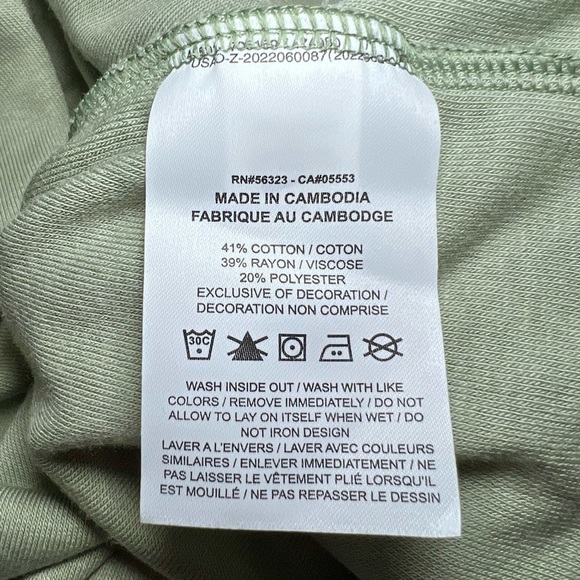 RN#56323 - CA#05553
MADE IN CAMBODIA
FABRIQUE AU CAMBODGE
41% COTTON / COTON
39% RAYON / VISCOSE
20% POLYESTER
EXCLUSIVE OF DECORATION /
DECORATION NON COMPRISE
30C
WASH INSIDE OUT / WASH WITH LIKE
COLORS / REMOVE IMMEDIATELY / DO NOT
ALLOW TO LAY ON ITSELF WHEN WET / DO
NOT IRON DESIGN
LAVER A L'ENVERS / LAVER AVEC COULEURS
SIMILAIRES / ENLEVER IMMEDIATEMENT / NE
PAS LAISSER LE VÊTEMENT PLIÉ LORSQU'IL
EST MOUILLÉ / NE PAS REPASSER LE DESSIN